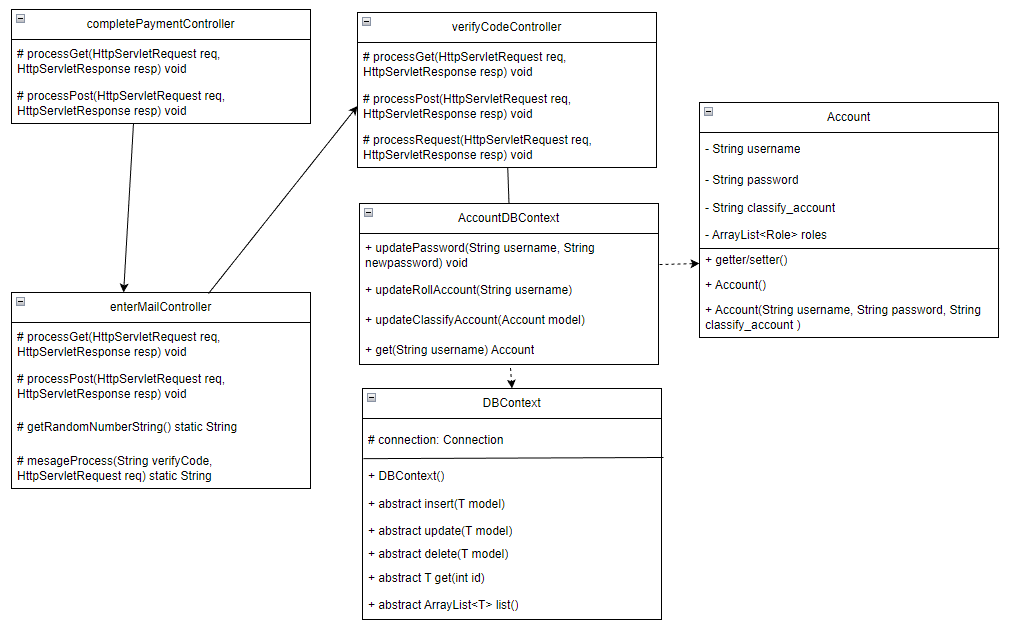 completePaymentController
# processGet(HttpServletRequest req,
HttpServletResponse resp) void
# processPost(HttpServletRequest req,
HttpServletResponse resp) void
verifyCodeController
# processGet(HttpServletRequest req,
HttpServletResponse resp) void
# processPost(HttpServletRequest req,
HttpServletResponse resp) void
# processRequest(HttpServletRequest req,
HttpServletResponse resp) void
Account
- String username
- String password
- String classify_account
- ArrayList<Role> roles
+ getter/setter()
+ Account()
+ Account(String username, String password, String
classify_account )
AccountDBContext
+ updatePassword(String username, String
newpassword) void
+ updateRollAccount(String username)
+ updateClassifyAccount(Account model)
+ get(String username) Account
enterMailController
# processGet(HttpServletRequest req,
HttpServletResponse resp) void
# processPost(HttpServletRequest req,
HttpServletResponse resp) void
# getRandomNumberString() static String
# mesageProcess(String verifyCode,
HttpServletRequest req) static String
DBContext
# connection: Connection
+ DBContext()
+ abstract insert(T model)
+ abstract update(T model)
+ abstract delete(T model)
+ abstract T get(int id)
+ abstract ArrayList<T> list()